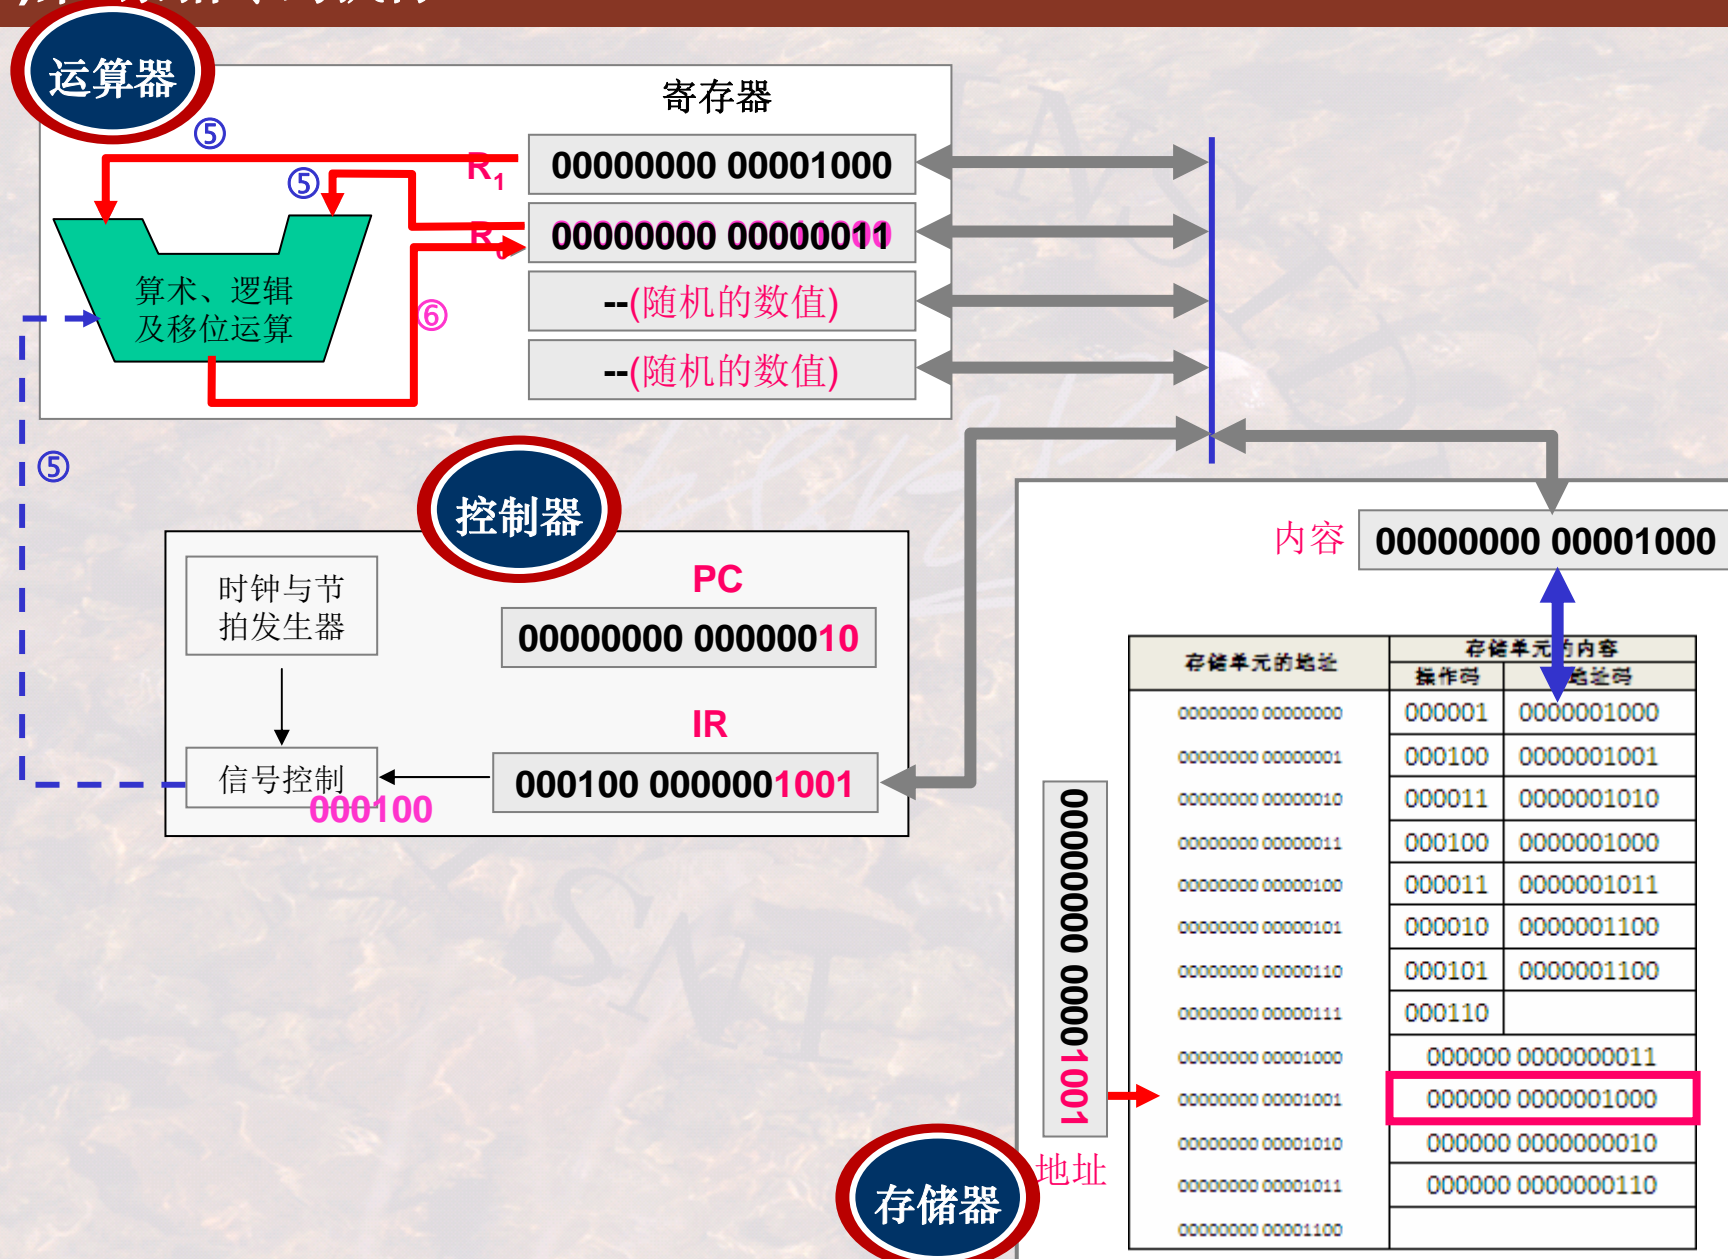 运算器
寄存器
⑤
R1
00000000 00001000
⑤
00000000 00000011
算术、逻辑
及移位运算
⑥
--(随机的数值)
--(随机的数值)
⑤
控制器
时钟与节
拍发生器
PC
00000000 00000010
IR
信号控制
000100
000100 0000001001
内容
00000000 00001000
存储单元的地址 存储单元的内容
操作码 地址码
00000000 00000000 000001 0000001000
00000000 00000001 000100 0000001001
00000000 00000010 000011 0000001010
00000000 00000011 000100 0000001000
00000000 00000100 000011 0000001011
00000000 00000101 000010 0000001100
00000000 00000110 000101 0000001100
00000000 00000111 000110
00000000 00001000 000000 0000000011
00000000 00001001 000000 0000001000
00000000 00001010 000000 0000000010
00000000 00001011 000000 0000000110
00000000 00001100
00000000 00001001
地址
存储器